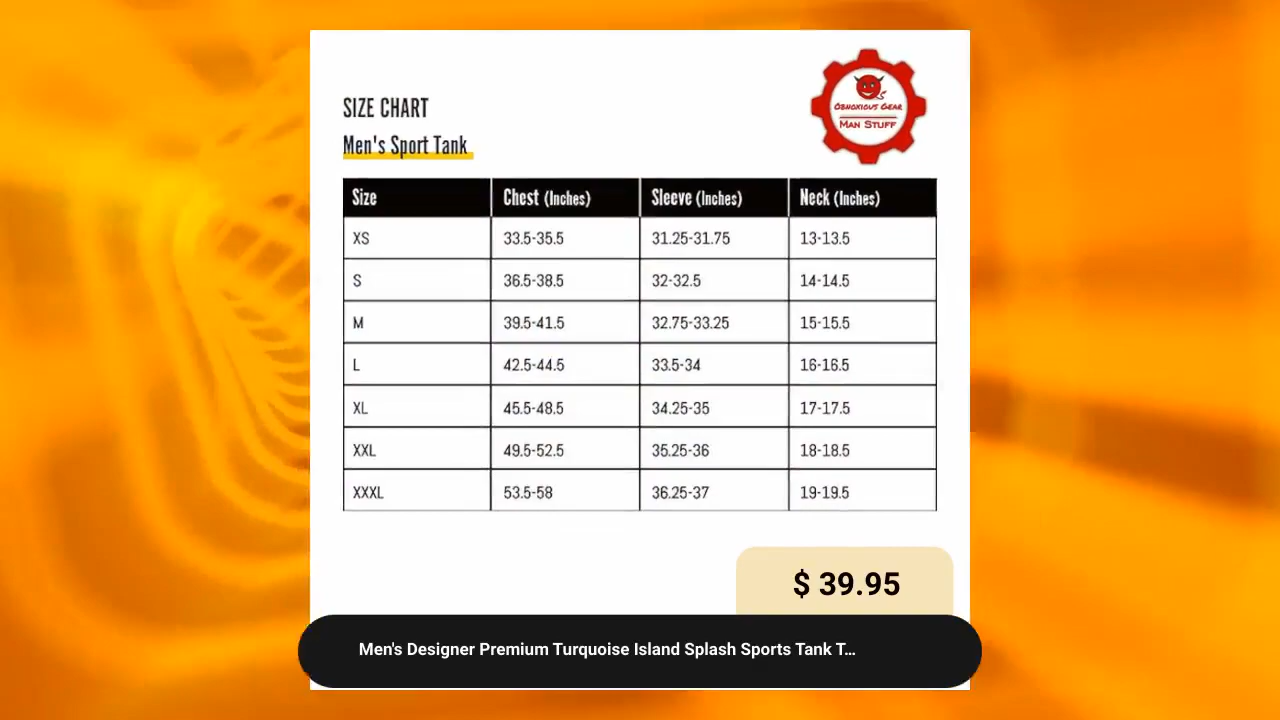 OBNOXIOUS GEAR
MAN STUFF
SIZE CHART
Men's Sport Tank
Size Chest (Inches) Sleeve (Inches) Neck (Inches)
XS 33.5-35.5 31.25-31.75 13-13.5
S 36.5-38.5 32-32.5 14-14.5
M 39.5-41.5 32.75-33.25 15-15.5
L 42.5-44.5 33.5-34 16-16.5
XL 45.5-48.5 34.25-35 17-17.5
XXL 49.5-52.5 35.25-36 18-18.5
XXXL 53.5-58 36.25-37 19-19.5
$ 39.95
Men's Designer Premium Turquoise Island Splash Sports Tank T...